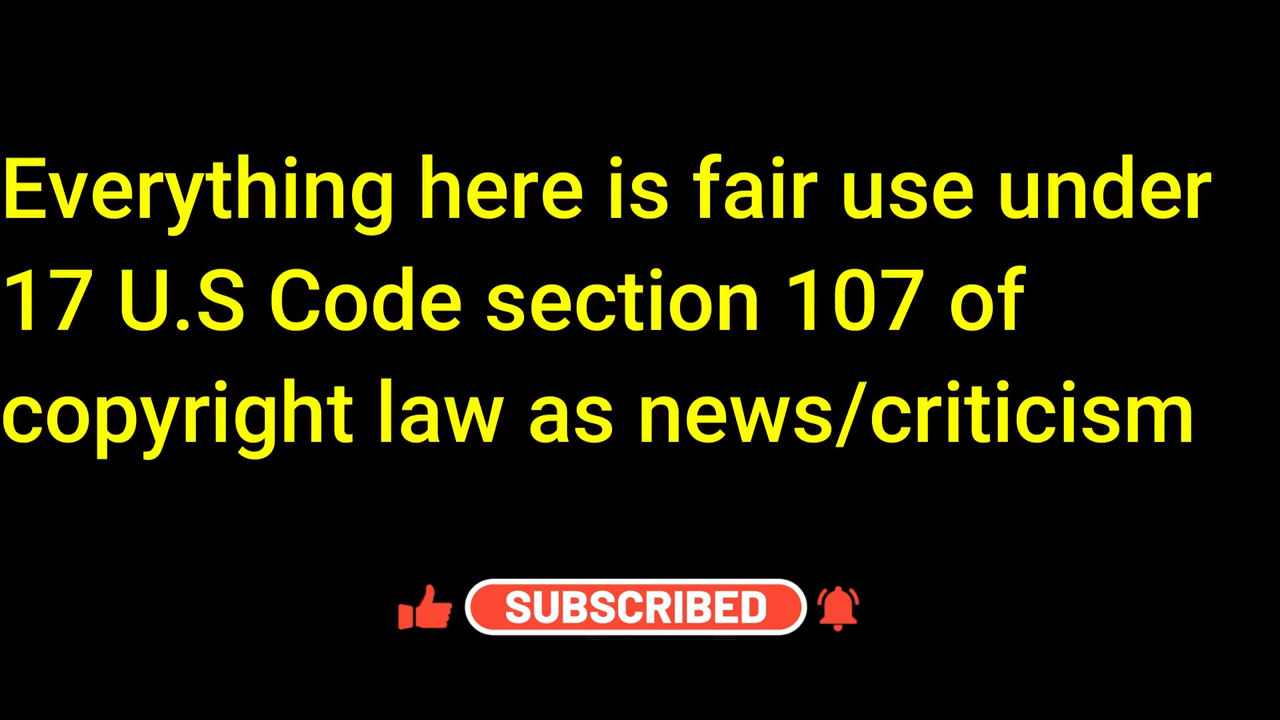 Everything here is fair use under
17 U.S Code section 107 of
copyright law as news/criticism
SUBSCRIBED